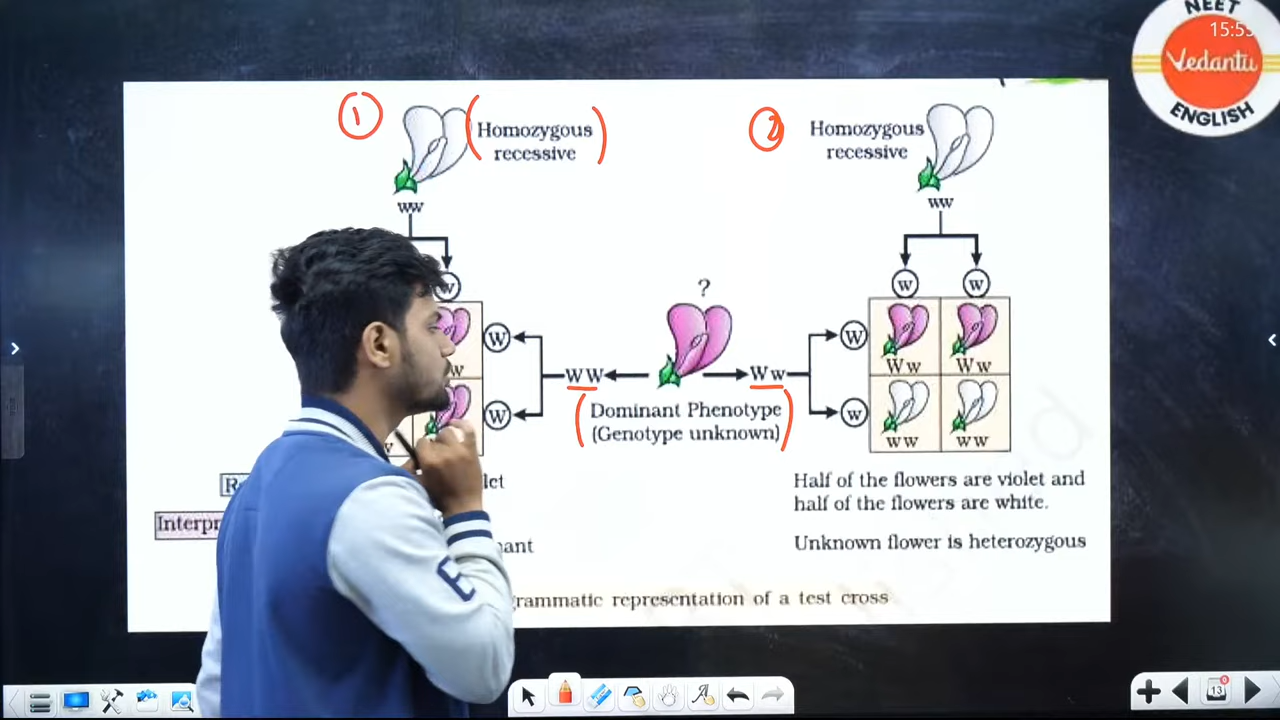 NEET
15:5
Vedantu
ENGLISH
1
Homozygous
recessive
ww
w
2
Homozygous
recessive
ww
w w
?
W
W
WW
Ww
Dominant Phenotype
(Genotype unknown)
W
w
Ww Ww
ww ww
Half of the flowers are violet and
half of the flowers are white.
Unknown flower is heterozygous
representation of a test cross
13